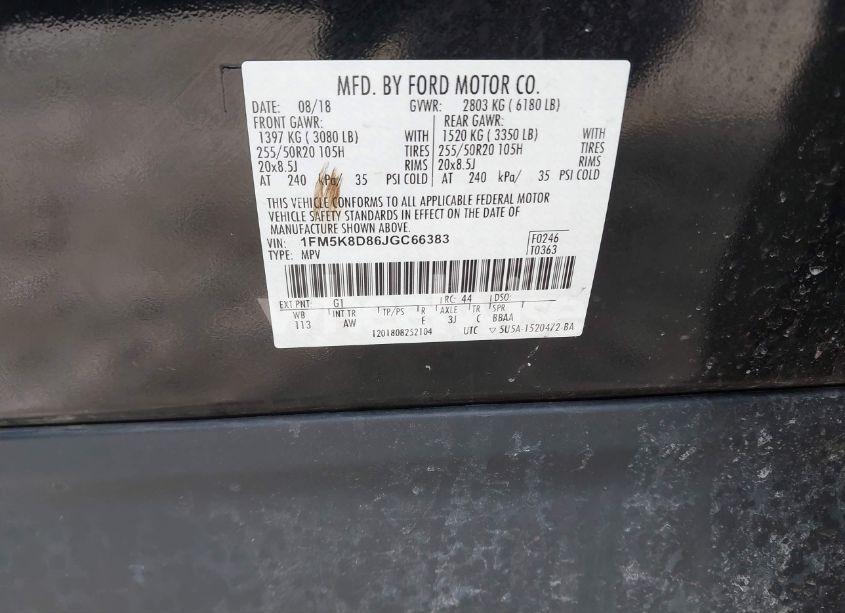 MFD. BY FORD MOTOR CO.
DATE: 08/18 GVWR: 2803 KG ( 6180 LB)
FRONT GAWR: REAR GAWR:
1397 KG ( 3080 LB) WITH 1520 KG ( 3350 LB) WITH
255/50R20 105H TIRES 255/50R20 105H TIRES
20x8.5J RIMS 20x8.5J RIMS
AT 240 kPa/ 35 PSI COLD AT 240 kPa/ 35 PSI COLD
THIS VEHICLE CONFORMS TO ALL APPLICABLE FEDERAL MOTOR
VEHICLE SAFETY STANDARDS IN EFFECT ON THE DATE OF
MANUFACTURE SHOWN ABOVE.
VIN: 1FM5K8D86JGC66383 F0246
TYPE: MPV T0363
EXT PNT: G1 RC: 44 DSO:
WB INT TR TP/PS R AXLE TR SPR
113 AW E 3J C BBAA
1201808252104 UTC ▽ 5U5A-1520472-BA